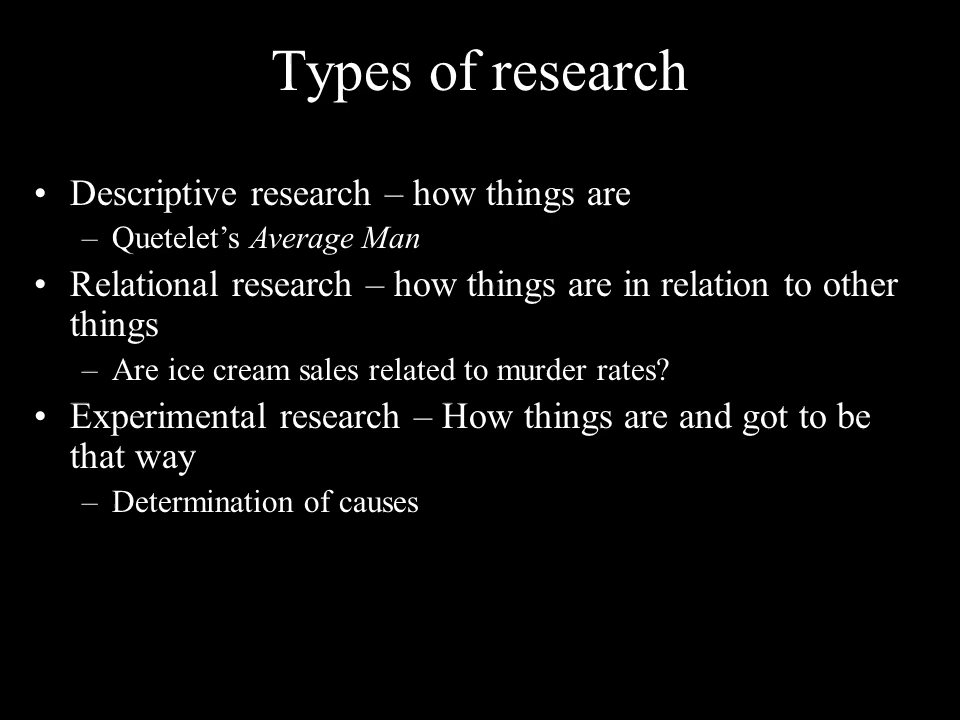 Types of research
• Descriptive research – how things are
– Quetelet’s Average Man
• Relational research – how things are in relation to other
things
– Are ice cream sales related to murder rates?
• Experimental research – How things are and got to be
that way
– Determination of causes